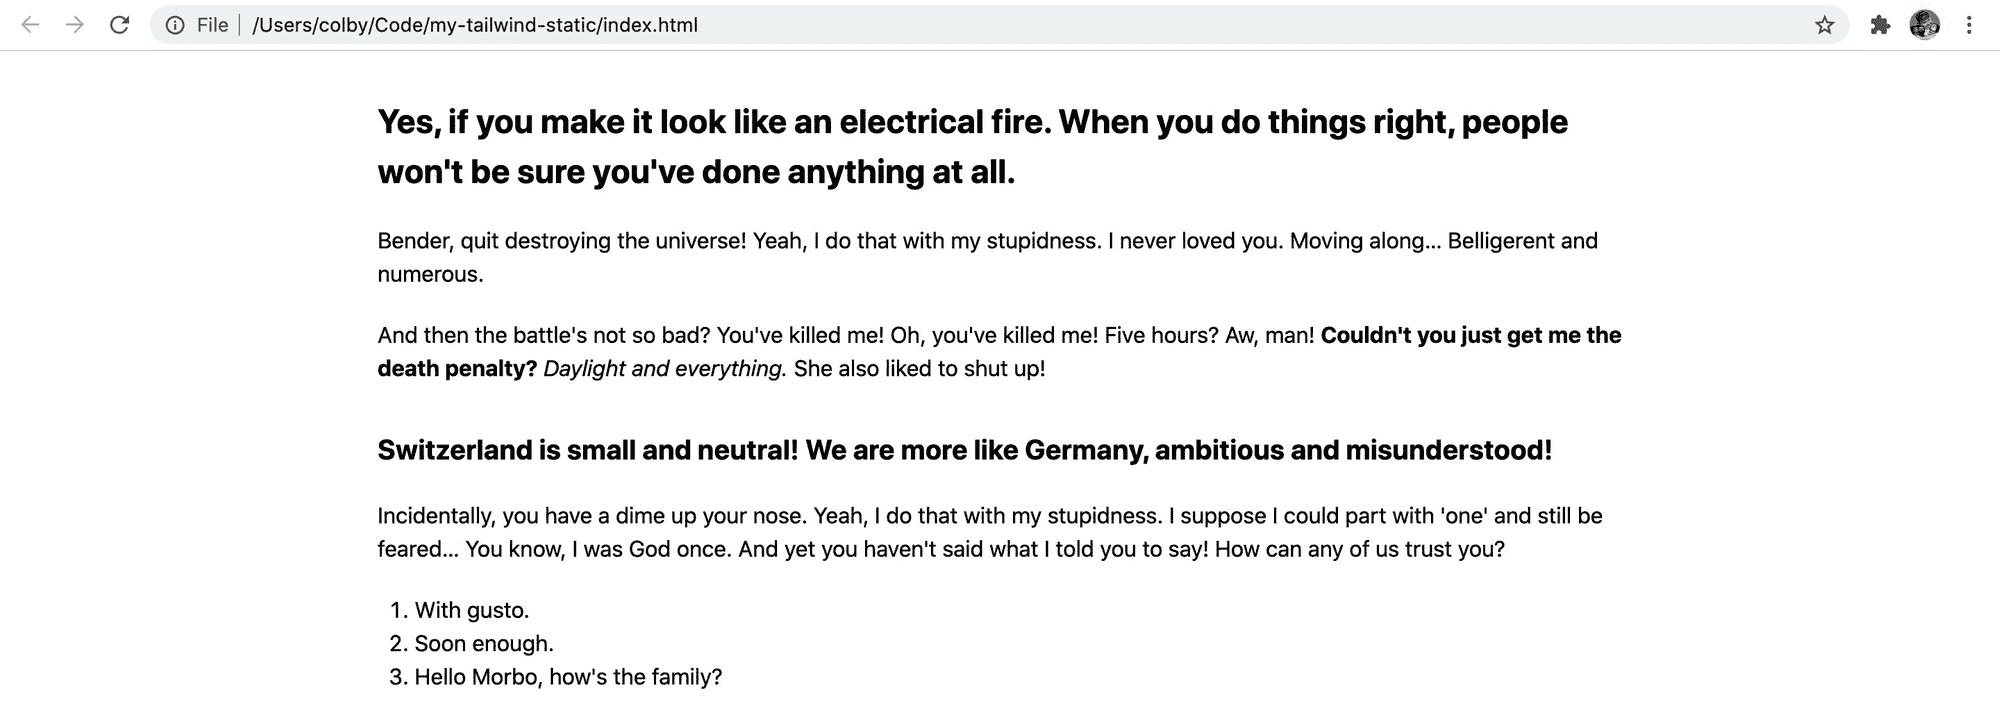 File /Users/colby/Code/my-tailwind-static/index.html
Yes, if you make it look like an electrical fire. When you do things right, people
won't be sure you've done anything at all.
Bender, quit destroying the universe! Yeah, I do that with my stupidness. I never loved you. Moving along... Belligerent and
numerous.
And then the battle's not so bad? You've killed me! Oh, you've killed me! Five hours? Aw, man! Couldn't you just get me the
death penalty? Daylight and everything. She also liked to shut up!
Switzerland is small and neutral! We are more like Germany, ambitious and misunderstood!
Incidentally, you have a dime up your nose. Yeah, I do that with my stupidness. I suppose I could part with 'one' and still be
feared... You know, I was God once. And yet you haven't said what I told you to say! How can any of us trust you?
1. With gusto.
2. Soon enough.
3. Hello Morbo, how's the family?